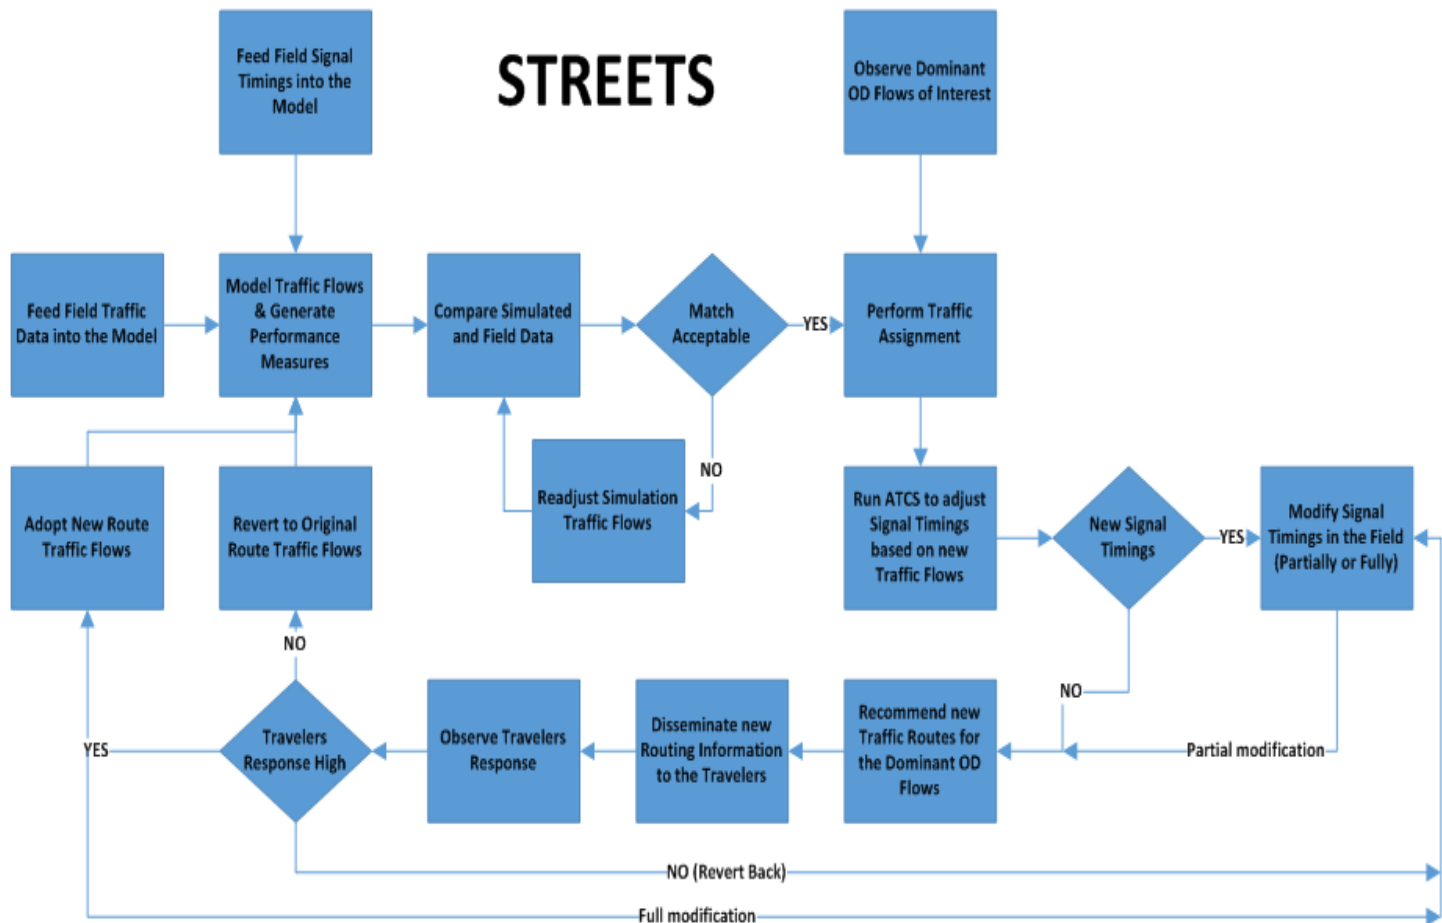 STREETS
Feed Field Signal
Timings into the
Model
Observe Dominant
OD Flows of Interest
Feed Field Traffic
Data into the Model
Model Traffic Flows
& Generate
Performance
Measures
Compare Simulated
and Field Data
Match
Acceptable
YES
Perform Traffic
Assignment
NO
Readjust Simulation
Traffic Flows
Adopt New Route
Traffic Flows
Revert to Original
Route Traffic Flows
Run ATCS to adjust
Signal Timings
based on new
Traffic Flows
New Signal
Timings
YES
Modify Signal
Timings in the Field
(Partially or Fully)
NO
NO
YES
Travelers
Response High
Observe Travelers
Response
Disseminate new
Routing Information
to the Travelers
Recommend new
Traffic Routes for
the Dominant OD
Flows
Partial modification
NO (Revert Back)
Full modification